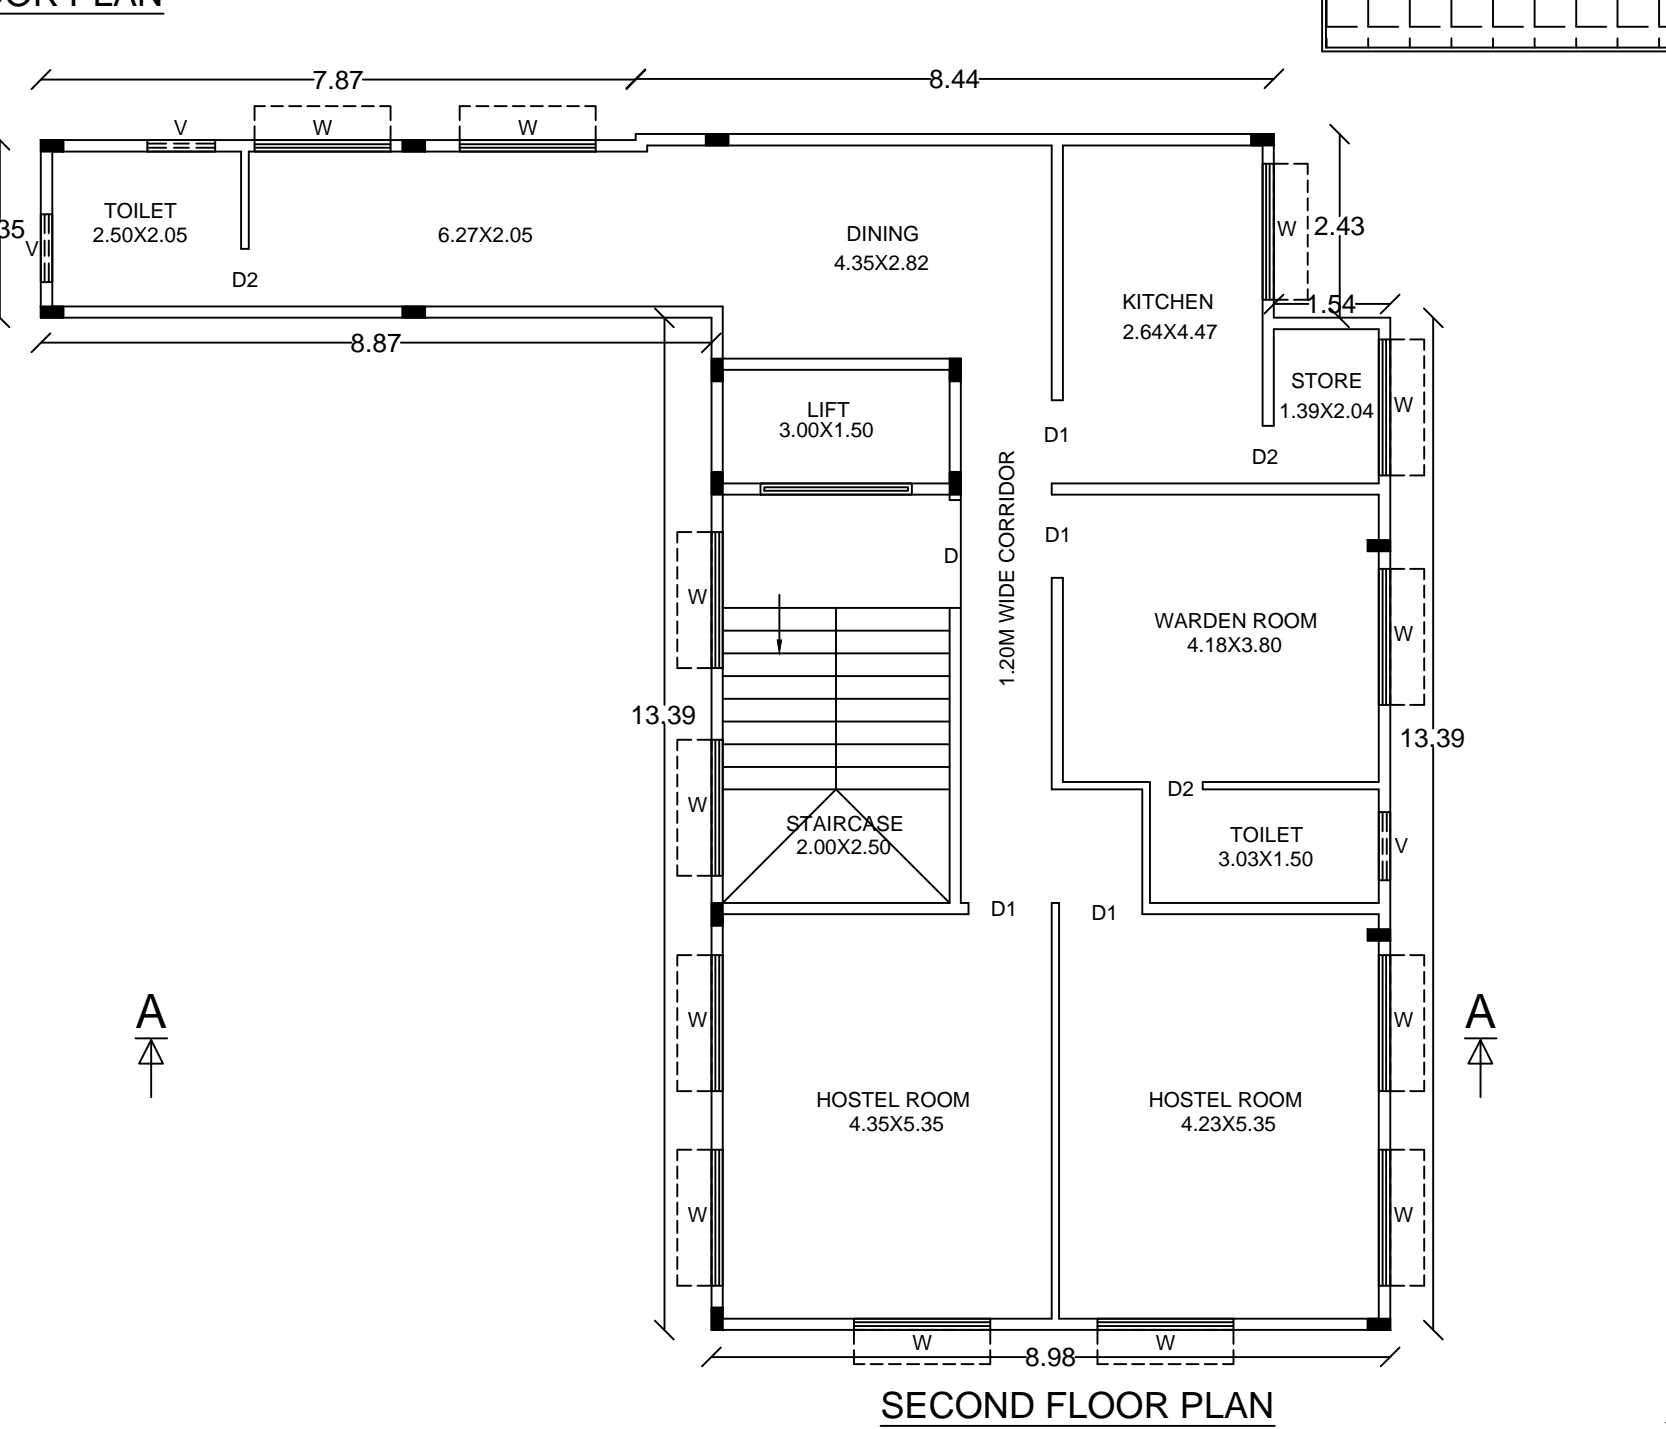 7.87
8.44
V
W
W
TOILET
2.50X2.05
6.27X2.05
DINING
4.35X2.82
W
2.43
V
D2
KITCHEN
2.64X4.47
1.54
8.87
STORE
1.39X2.04
W
LIFT
3.00X1.50
D1
D2
1.20M WIDE CORRIDOR
D
D1
W
WARDEN ROOM
4.18X3.80
W
13.39
13.39
W
D2
STAIRCASE
2.00X2.50
TOILET
3.03X1.50
V
D1
D1
A
A
W
W
HOSTEL ROOM
4.35X5.35
HOSTEL ROOM
4.23X5.35
W
W
W
W
8.98
SECOND FLOOR PLAN